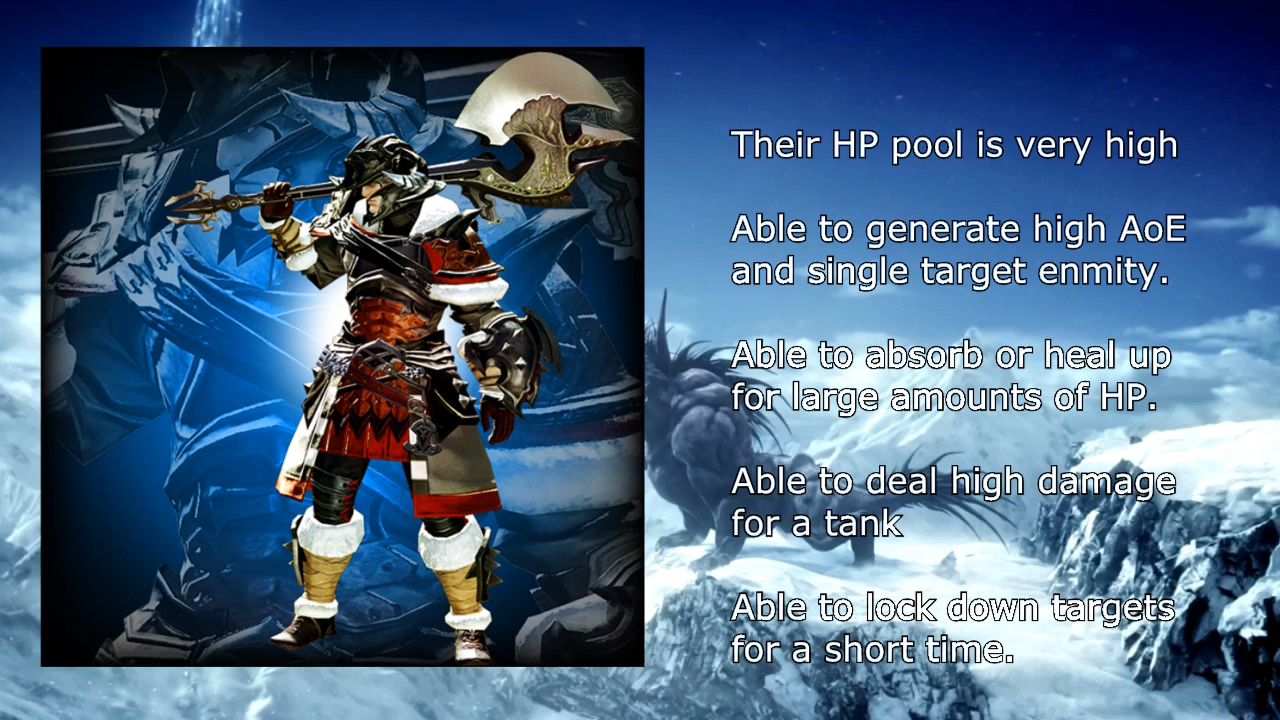 Their HP pool is very high
Able to generate high AoE
and single target enmity.
Able to absorb or heal up
for large amounts of HP.
Able to deal high damage
for a tank
Able to lock down targets
for a short time.